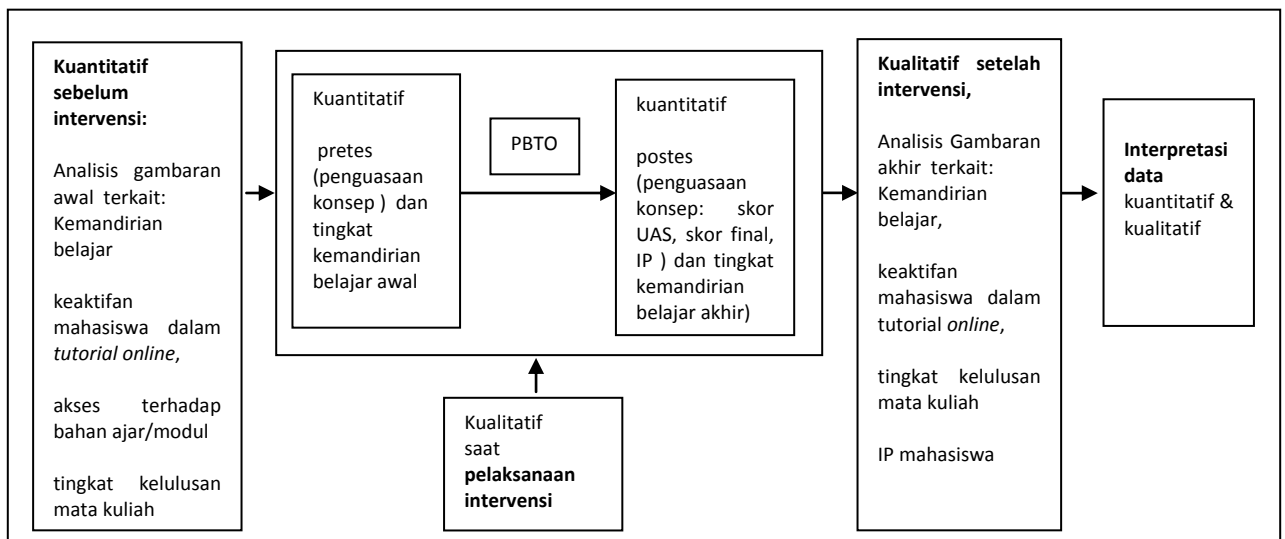 Kuantitatif
sebelum
intervensi:
Analisis gambaran
awal terkait:
Kemandirian
belajar
keaktifan
mahasiswa dalam
tutorial online,
akses terhadap
bahan ajar/modul
tingkat kelulusan
mata kuliah
Kuantitatif
pretes
(penguasaan
konsep ) dan
tingkat
kemandirian
belajar awal
PBTO
kuantitatif
postes
(penguasaan
konsep: skor
UAS, skor final,
IP ) dan tingkat
kemandirian
belajar akhir)
Kualitatif
saat
pelaksanaan
intervensi
Kualitatif setelah
intervensi,
Analisis Gambaran
akhir terkait:
Kemandirian
belajar,
keaktifan
mahasiswa dalam
tutorial online,
tingkat kelulusan
mata kuliah
IP mahasiswa
Interpretasi
data
kuantitatif &
kualitatif